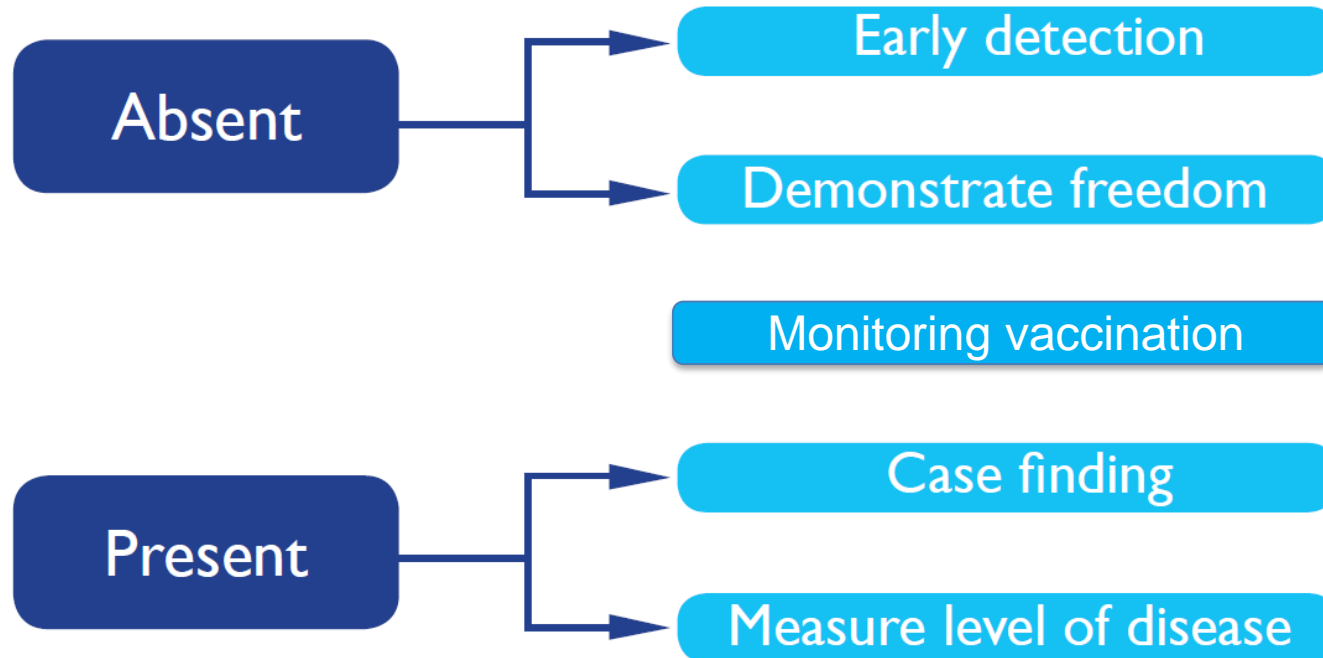 Absent
Early detection
Demonstrate freedom
Monitoring vaccination
Present
Case finding
Measure level of disease